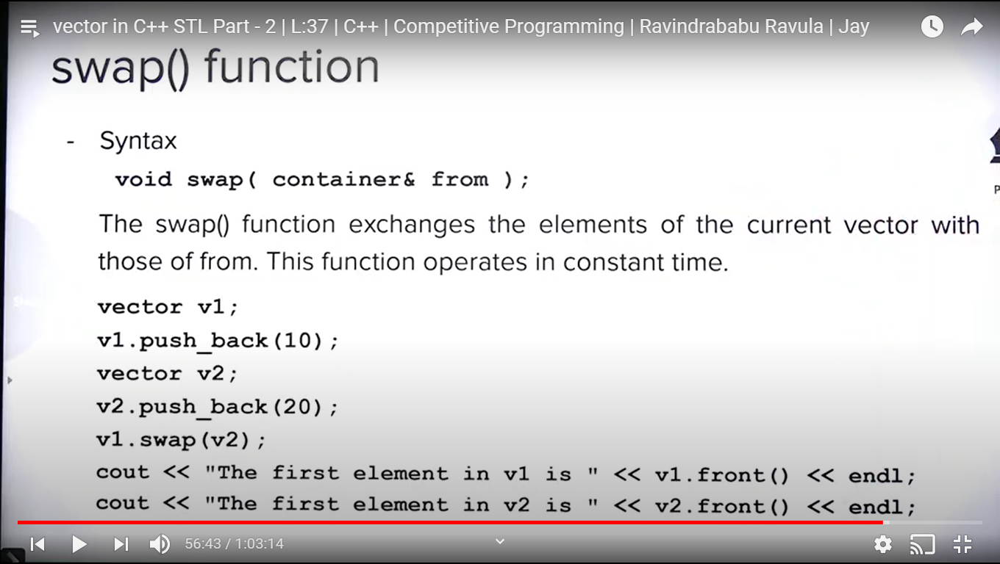 vector in C++ STL Part - 2 | L:37 | C++ | Competitive Programming | Ravindrababu Ravula | Jay
swap() function
- Syntax
void swap( container& from );
The swap() function exchanges the elements of the current vector with
those of from. This function operates in constant time.
vector v1;
v1.push_back(10);
vector v2;
v2.push_back(20);
v1.swap(v2);
cout << "The first element in v1 is " << v1.front() << endl;
cout << "The first element in v2 is " << v2.front() << endl;
56:43 / 1:03:14